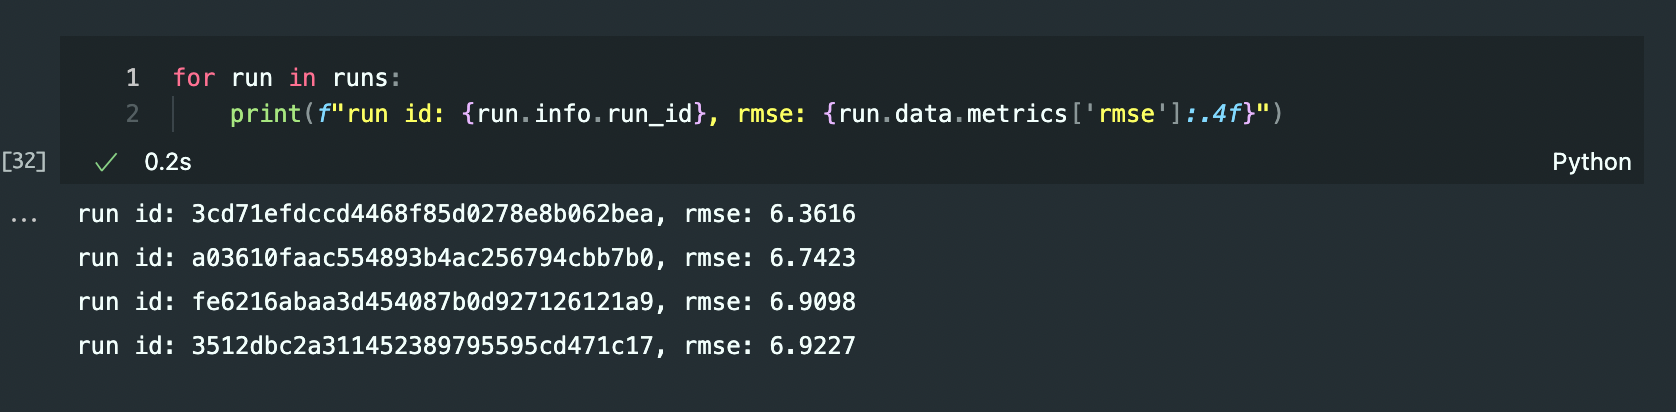 1 for run in runs:
2 print(f"run id: {run.info.run_id}, rmse: {run.data.metrics['rmse']:.4f}")
[32] ✓ 0.2s Python
... run id: 3cd71efdccd4468f85d0278e8b062bea, rmse: 6.3616
run id: a03610faac554893b4ac256794cbb7b0, rmse: 6.7423
run id: fe6216abaa3d454087b0d927126121a9, rmse: 6.9098
run id: 3512dbc2a311452389795595cd471c17, rmse: 6.9227